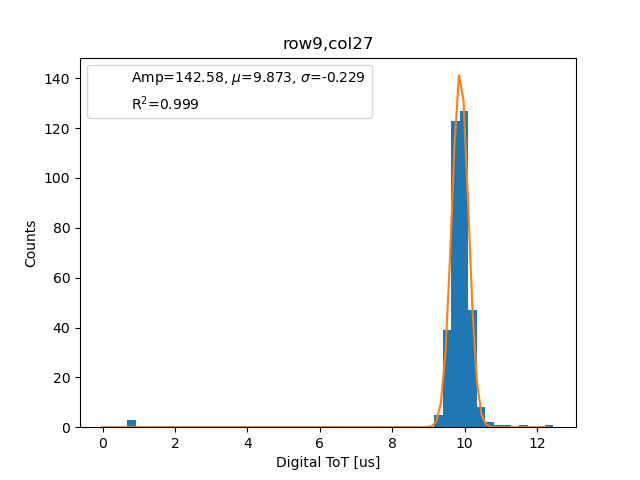 row9,col27
Amp=142.58, μ=9.873, σ=-0.229
R²=0.999
140
120
100
80
60
40
20
0
Counts
0 2 4 6 8 10 12
Digital ToT [us]